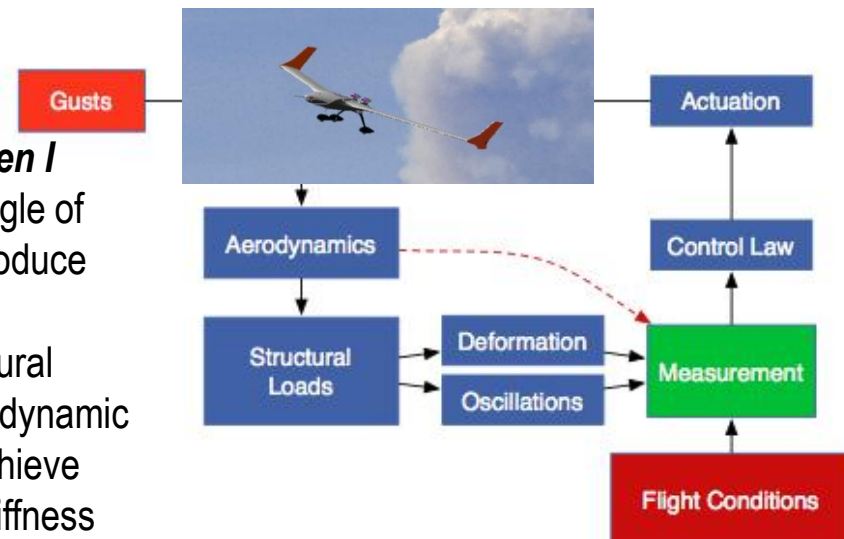 en I
gle of
oduce
ural
dynamic
hieve
iffness
Gusts
Actuation
Aerodynamics
Control Law
Structural
Loads
Deformation
Oscillations
Measurement
Flight Conditions